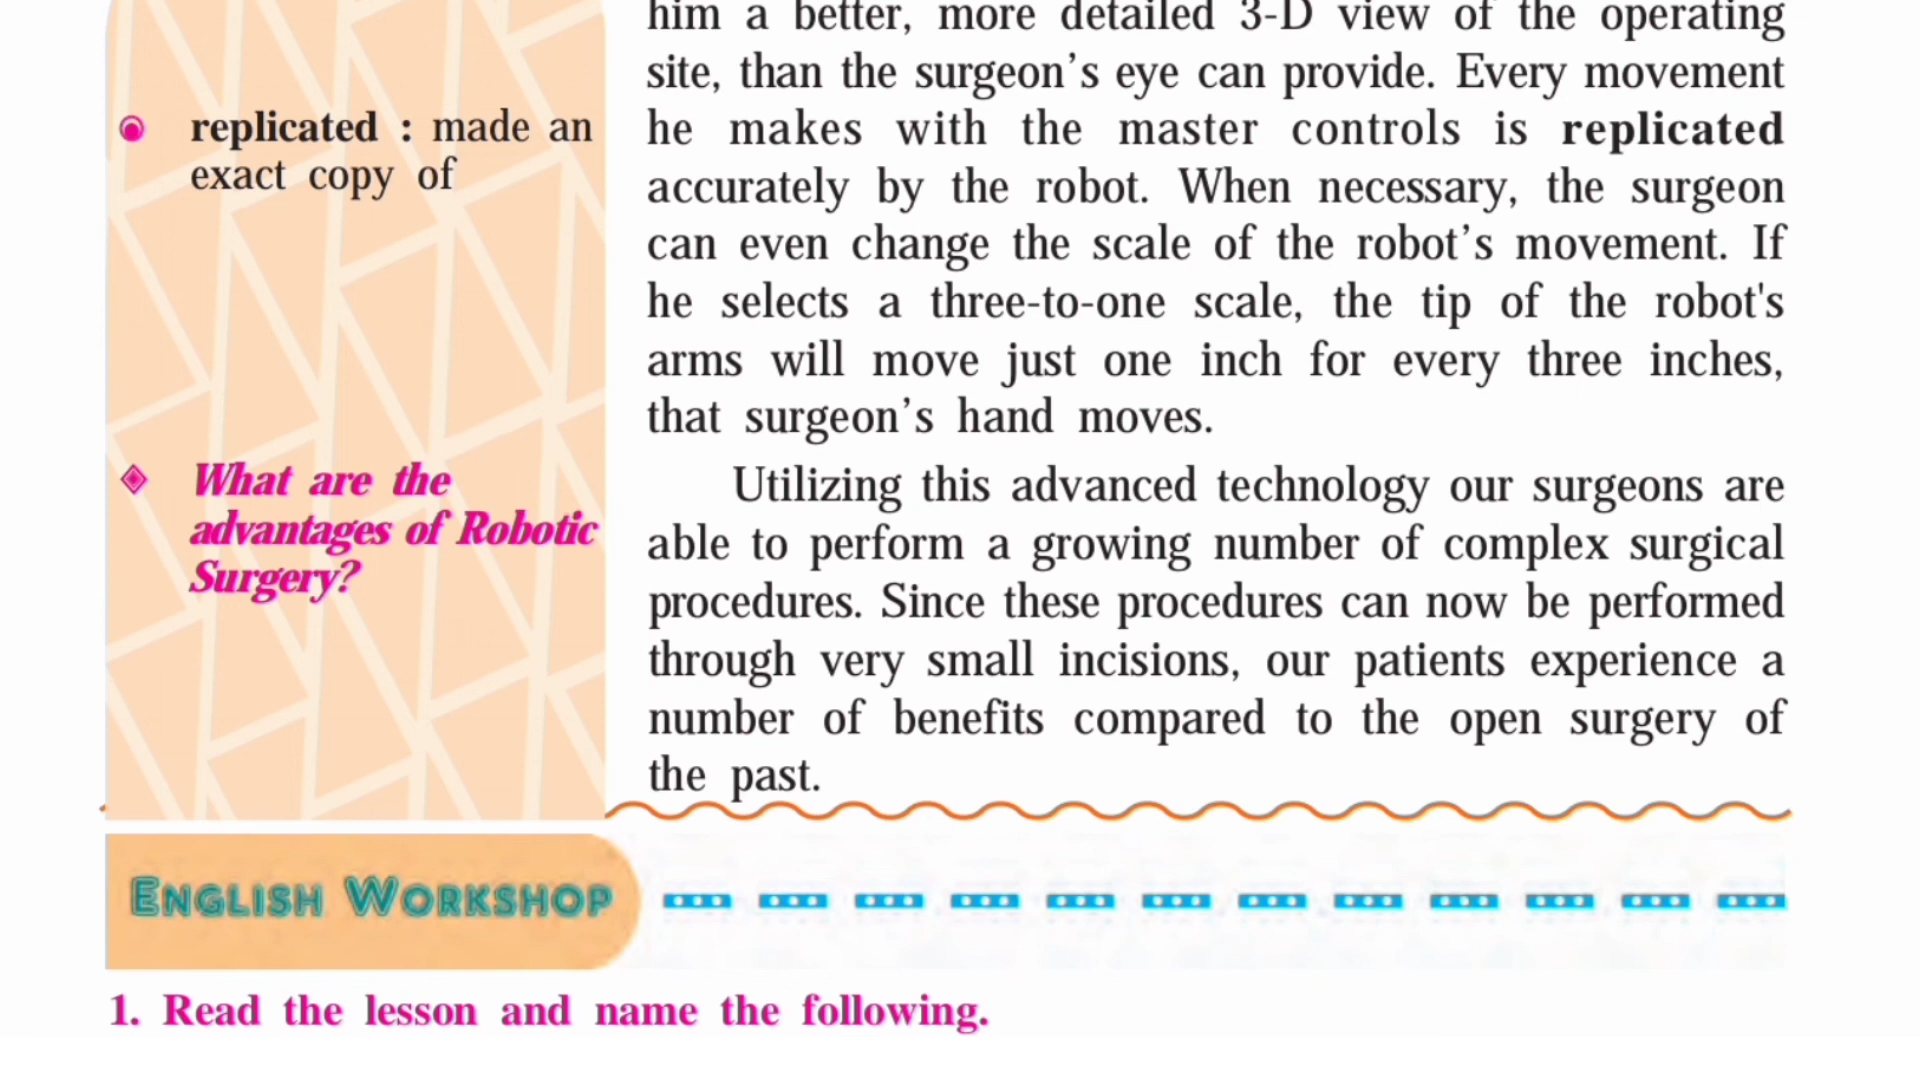 him a better, more detailed 3-D view of the operating
site, than the surgeon’s eye can provide. Every movement
he makes with the master controls is replicated
accurately by the robot. When necessary, the surgeon
can even change the scale of the robot’s movement. If
he selects a three-to-one scale, the tip of the robot's
arms will move just one inch for every three inches,
that surgeon’s hand moves.
replicated : made an
exact copy of
Utilizing this advanced technology our surgeons are
able to perform a growing number of complex surgical
procedures. Since these procedures can now be performed
through very small incisions, our patients experience a
number of benefits compared to the open surgery of
the past.
What are the
advantages of Robotic
Surgery?
ENGLISH WORKSHOP
1. Read the lesson and name the following.